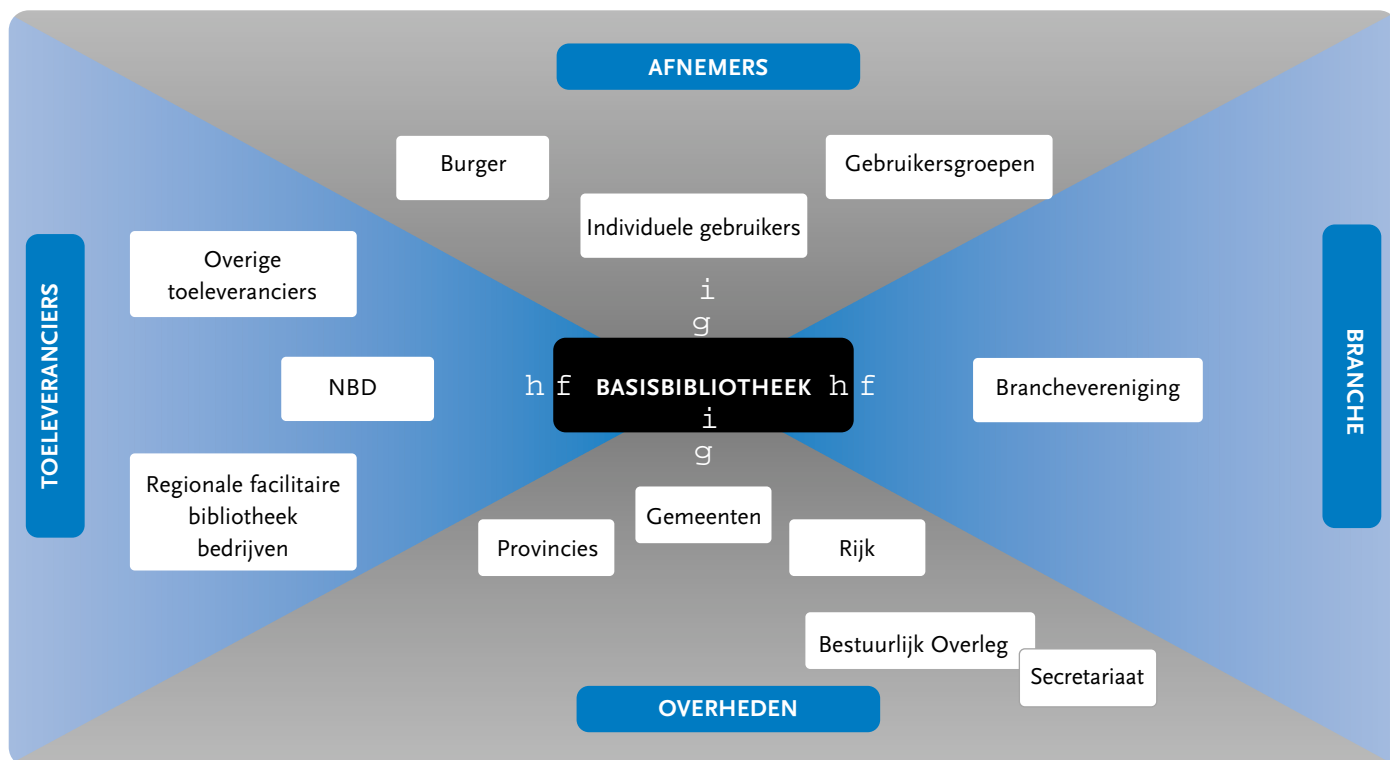 AFNEMERS
Burger
Gebruikersgroepen
Individuele gebruikers
Overige
toeleveranciers
i
g
TOELEVERANCIERS
BRANCHE
NBD
h f BASISBIBLIOTHEEK h f
Branchevereniging
i
g
Regionale facilitaire
bibliotheek
bedrijven
Gemeenten
Provincies
Rijk
Bestuurlijk Overleg
Secretariaat
OVERHEDEN